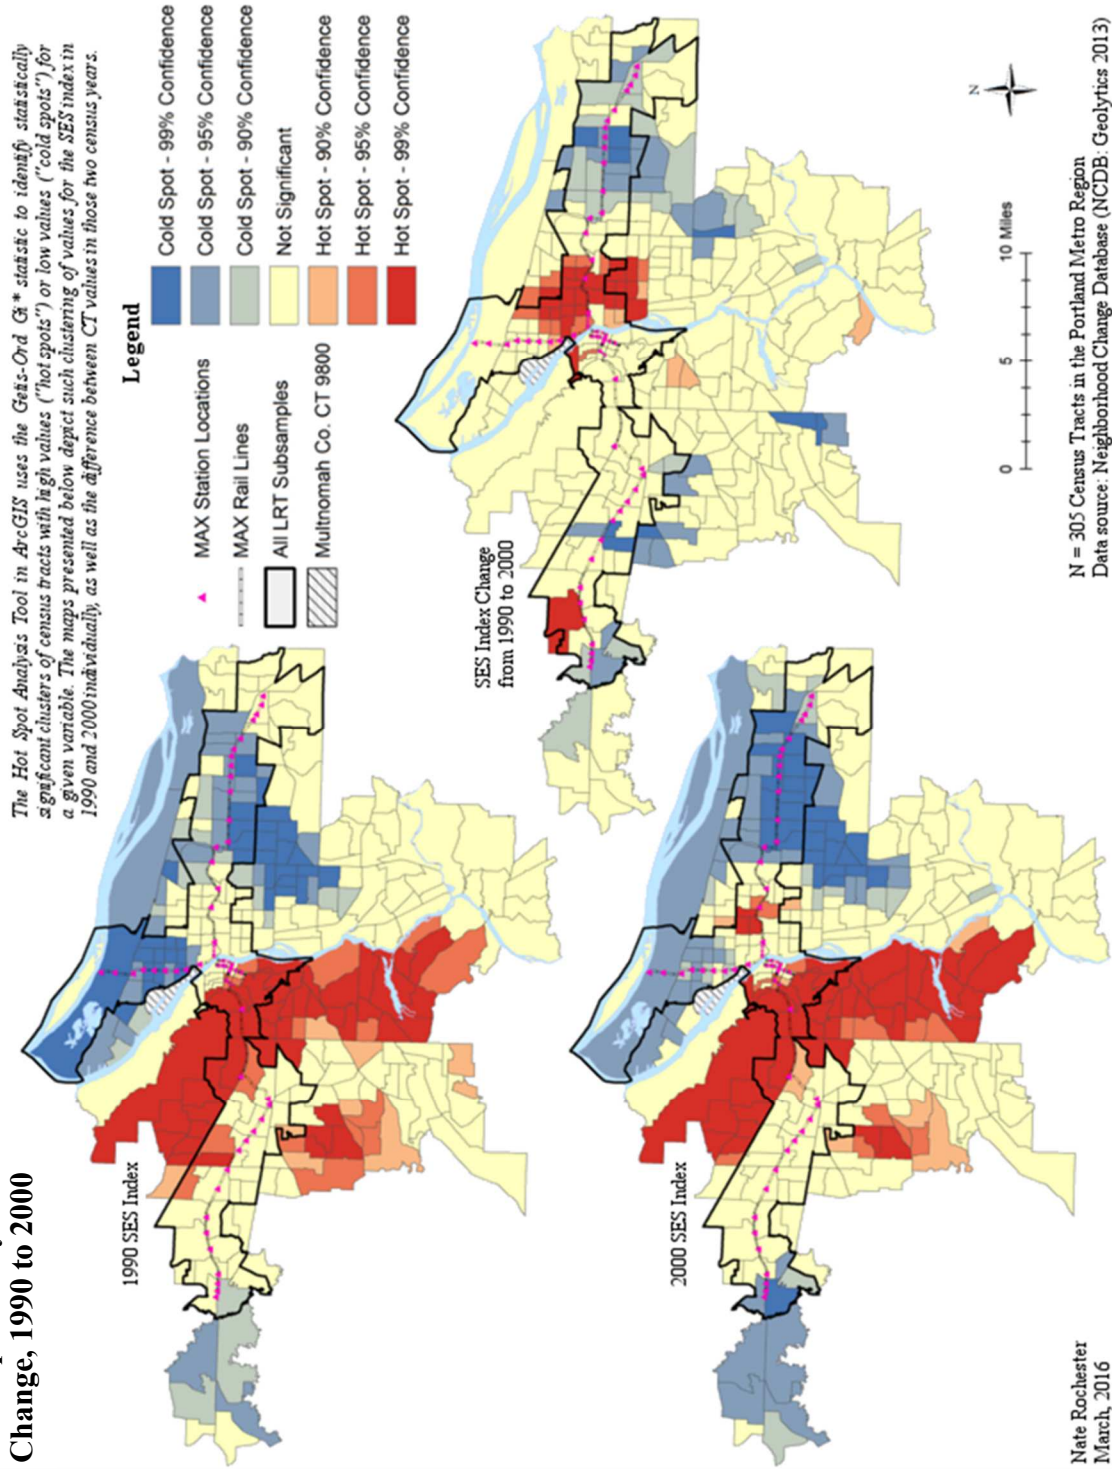 Change, 1990 to 2000
The Hot Spot Analysis Tool in ArcGIS uses the Getis-Ord Gi* statistic to identify statistically
significant clusters of census tracts with high values ("hot spots") or low values ("cold spots") for
a given variable. The maps presented below depict such clustering of values for the SES index in
1990 and 2000 individually, as well as the difference between CT values in those two census years.
1990 SES Index
Legend
MAX Station Locations
MAX Rail Lines
All LRT Subsamples
Multnomah Co. CT 9800
Cold Spot - 99% Confidence
Cold Spot - 95% Confidence
Cold Spot - 90% Confidence
Not Significant
Hot Spot - 90% Confidence
Hot Spot - 95% Confidence
Hot Spot - 99% Confidence
SES Index Change
from 1990 to 2000
2000 SES Index
N
0 5 10 Miles
Nate Rochester
March, 2016
N = 305 Census Tracts in the Portland Metro Region
Data source: Neighborhood Change Database (NCDB: Geolytics 2013)